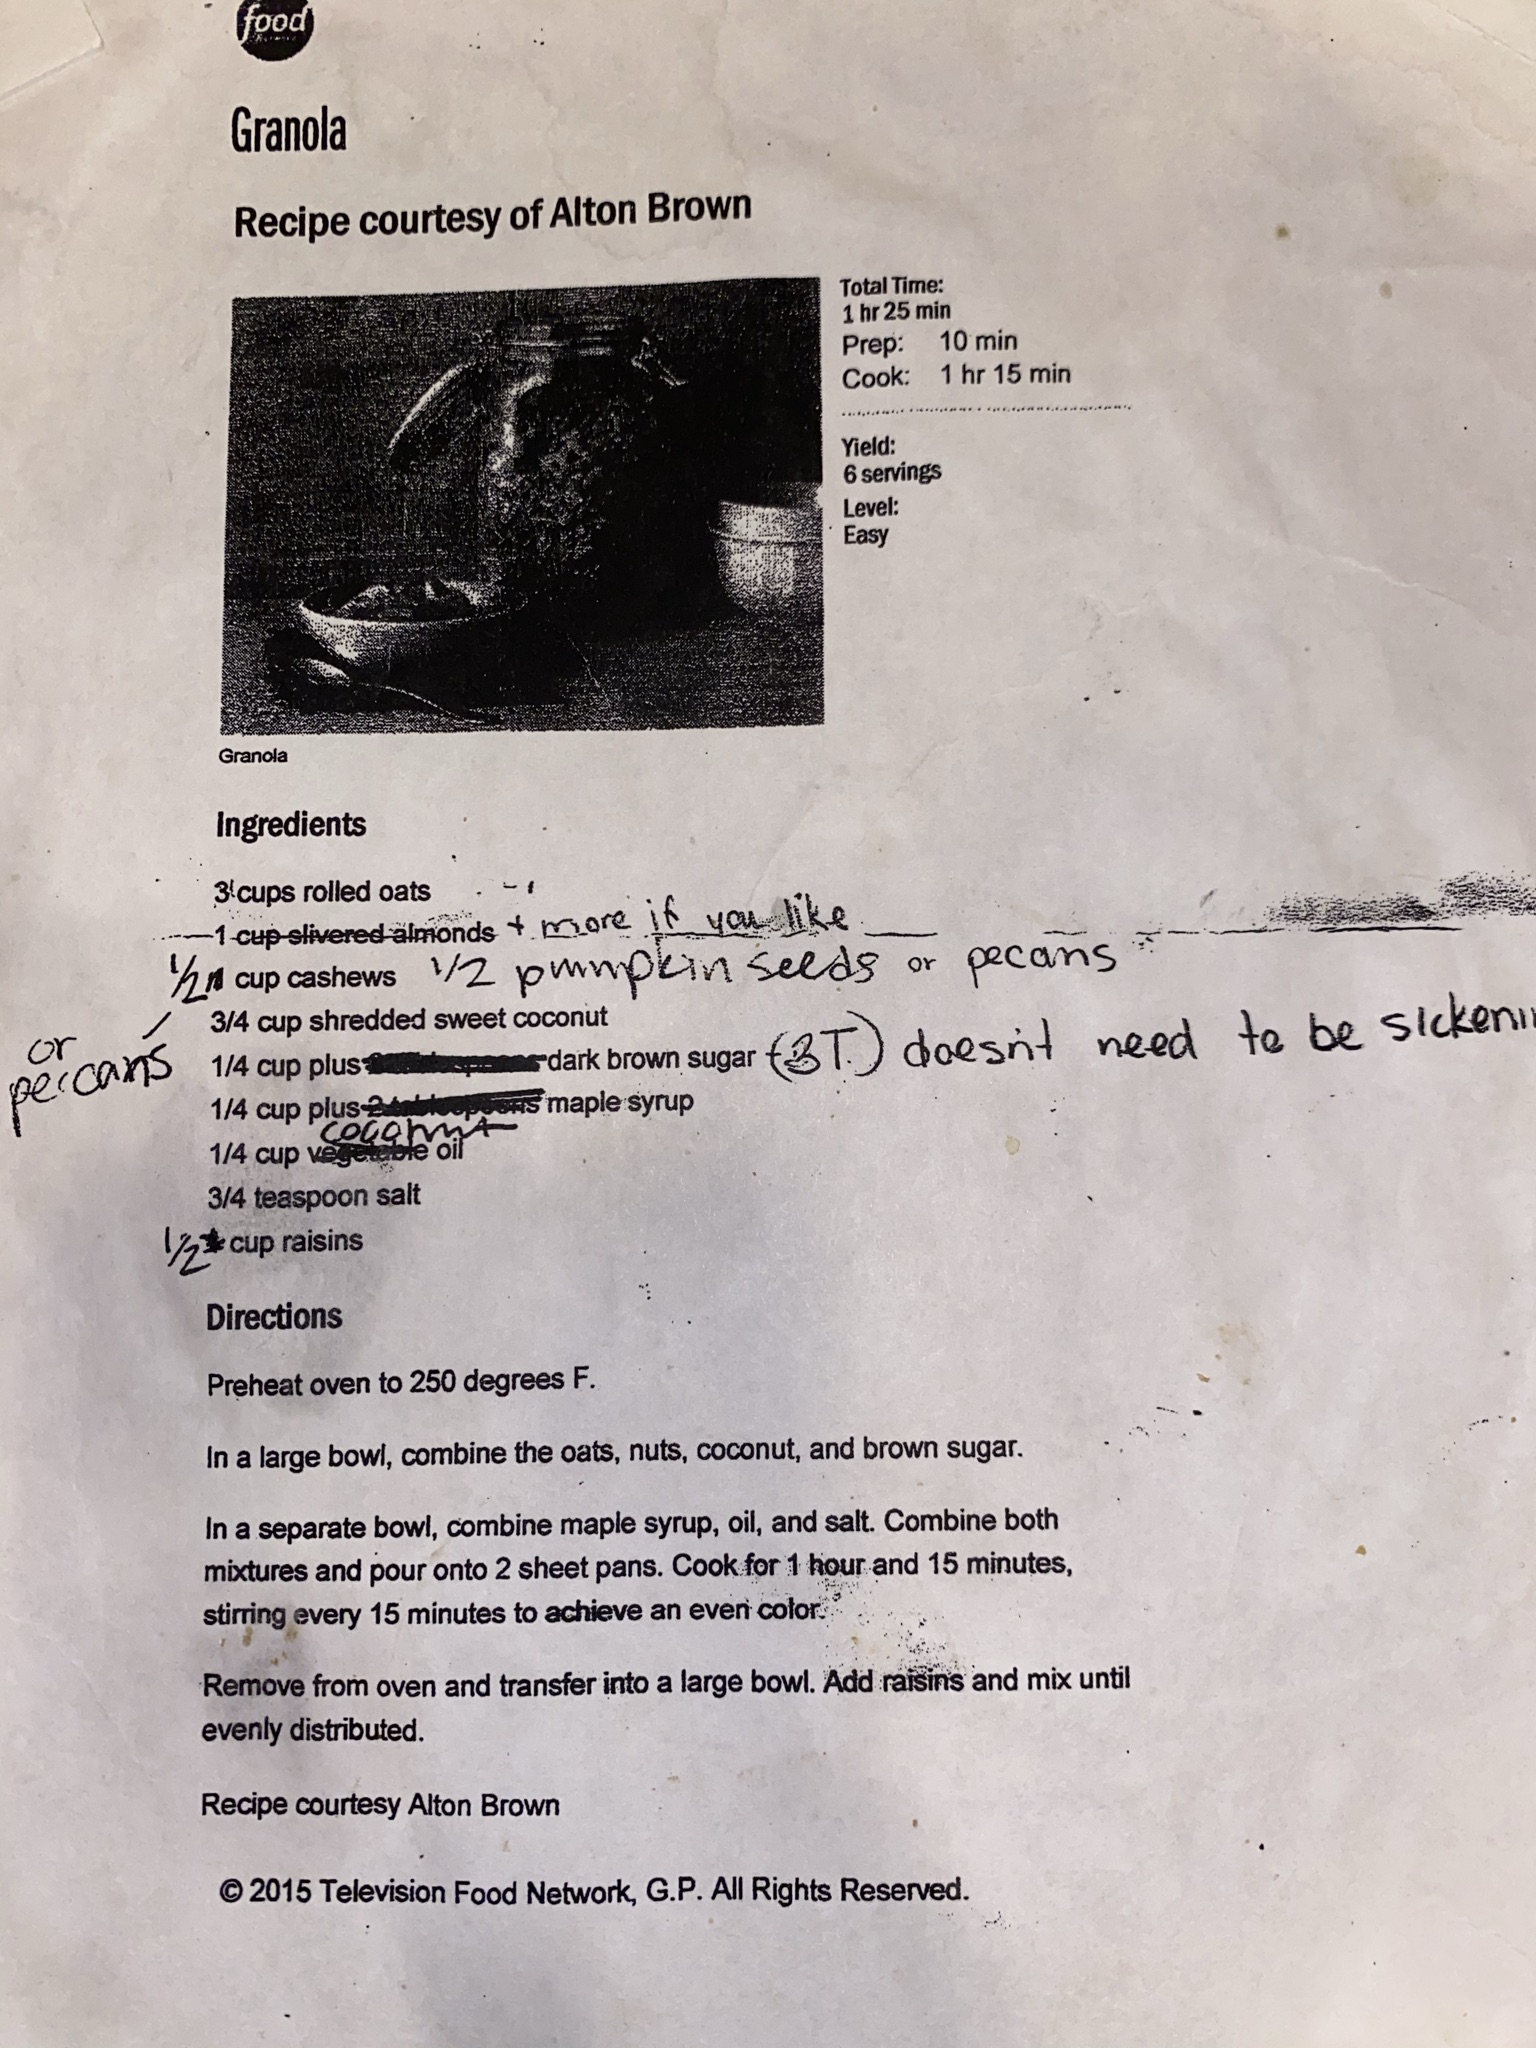 food
Granola
Recipe courtesy of Alton Brown
Total Time:
1 hr 25 min
Prep: 10 min
Cook: 1 hr 15 min
Yield:
6 servings
Level:
Easy
Granola
Ingredients
3 cups rolled oats
1 cup slivered almonds + more if you like
1/2 cup cashews 1/2 pumpkin seeds or pecans
or pecans
3/4 cup shredded sweet coconut
1/4 cup plus dark brown sugar (3T.) doesn't need to be
1/4 cup plus 2 tablespoons maple syrup
coconut
1/4 cup vegetable oil
3/4 teaspoon salt
1/2 cup raisins
Directions
Preheat oven to 250 degrees F.
In a large bowl, combine the oats, nuts, coconut, and brown sugar.
In a separate bowl, combine maple syrup, oil, and salt. Combine both
mixtures and pour onto 2 sheet pans. Cook for 1 hour and 15 minutes,
stirring every 15 minutes to achieve an even color.
Remove from oven and transfer into a large bowl. Add raisins and mix until
evenly distributed.
Recipe courtesy Alton Brown
© 2015 Television Food Network, G.P. All Rights Reserved.